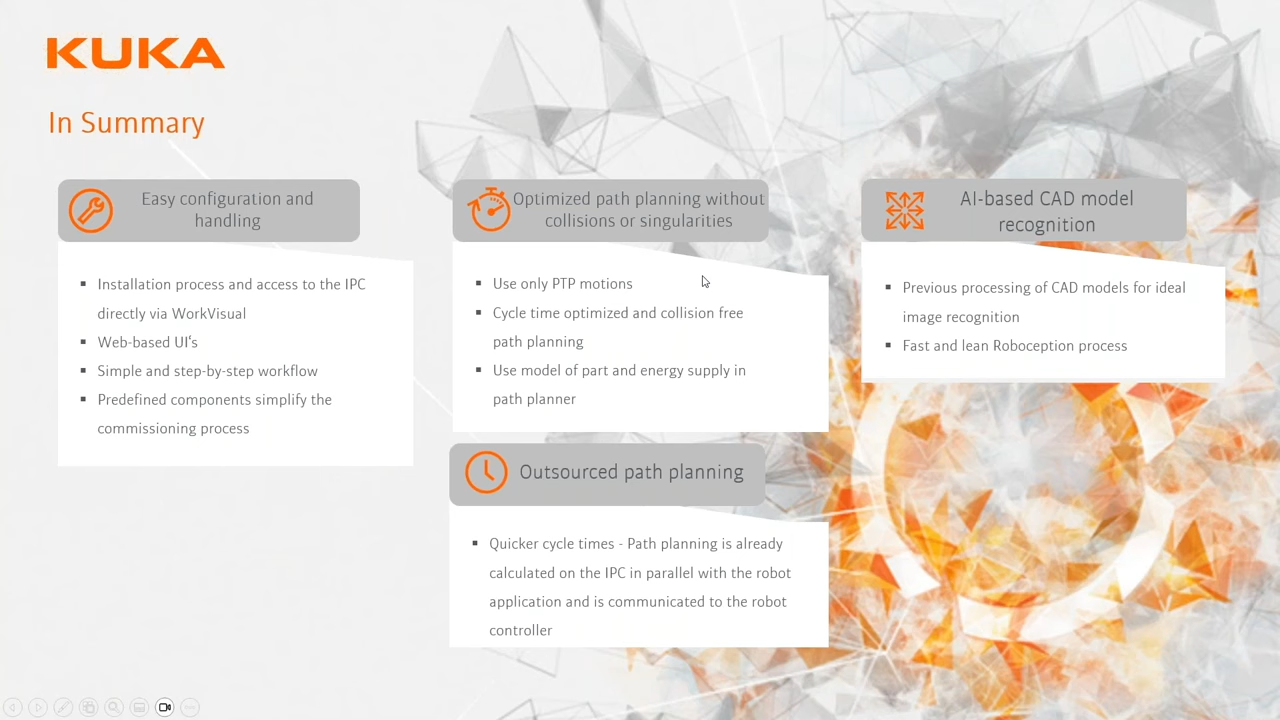 KUKA
In Summary
Easy configuration and
handling
▪ Installation process and access to the IPC
directly via WorkVisual
▪ Web-based UI's
▪ Simple and step-by-step workflow
▪ Predefined components simplify the
commissioning process
Optimized path planning without
collisions or singularities
▪ Use only PTP motions
▪ Cycle time optimized and collision free
path planning
▪ Use model of part and energy supply in
path planner
Outsourced path planning
▪ Quicker cycle times - Path planning is already
calculated on the IPC in parallel with the robot
application and is communicated to the robot
controller
AI-based CAD model
recognition
▪ Previous processing of CAD models for ideal
image recognition
▪ Fast and lean Roboception process